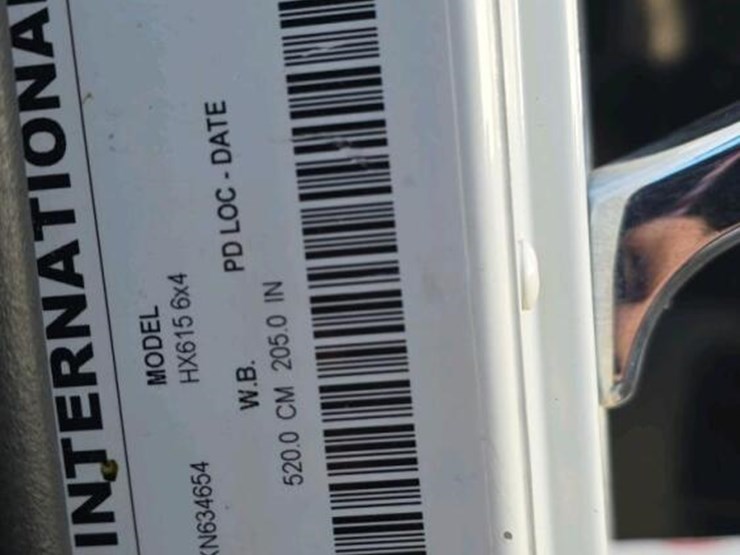 INTERNATIONAL
MODEL
HX615 6x4
KN634654
PD LOC - DATE
W.B.
520.0 CM 205.0 IN